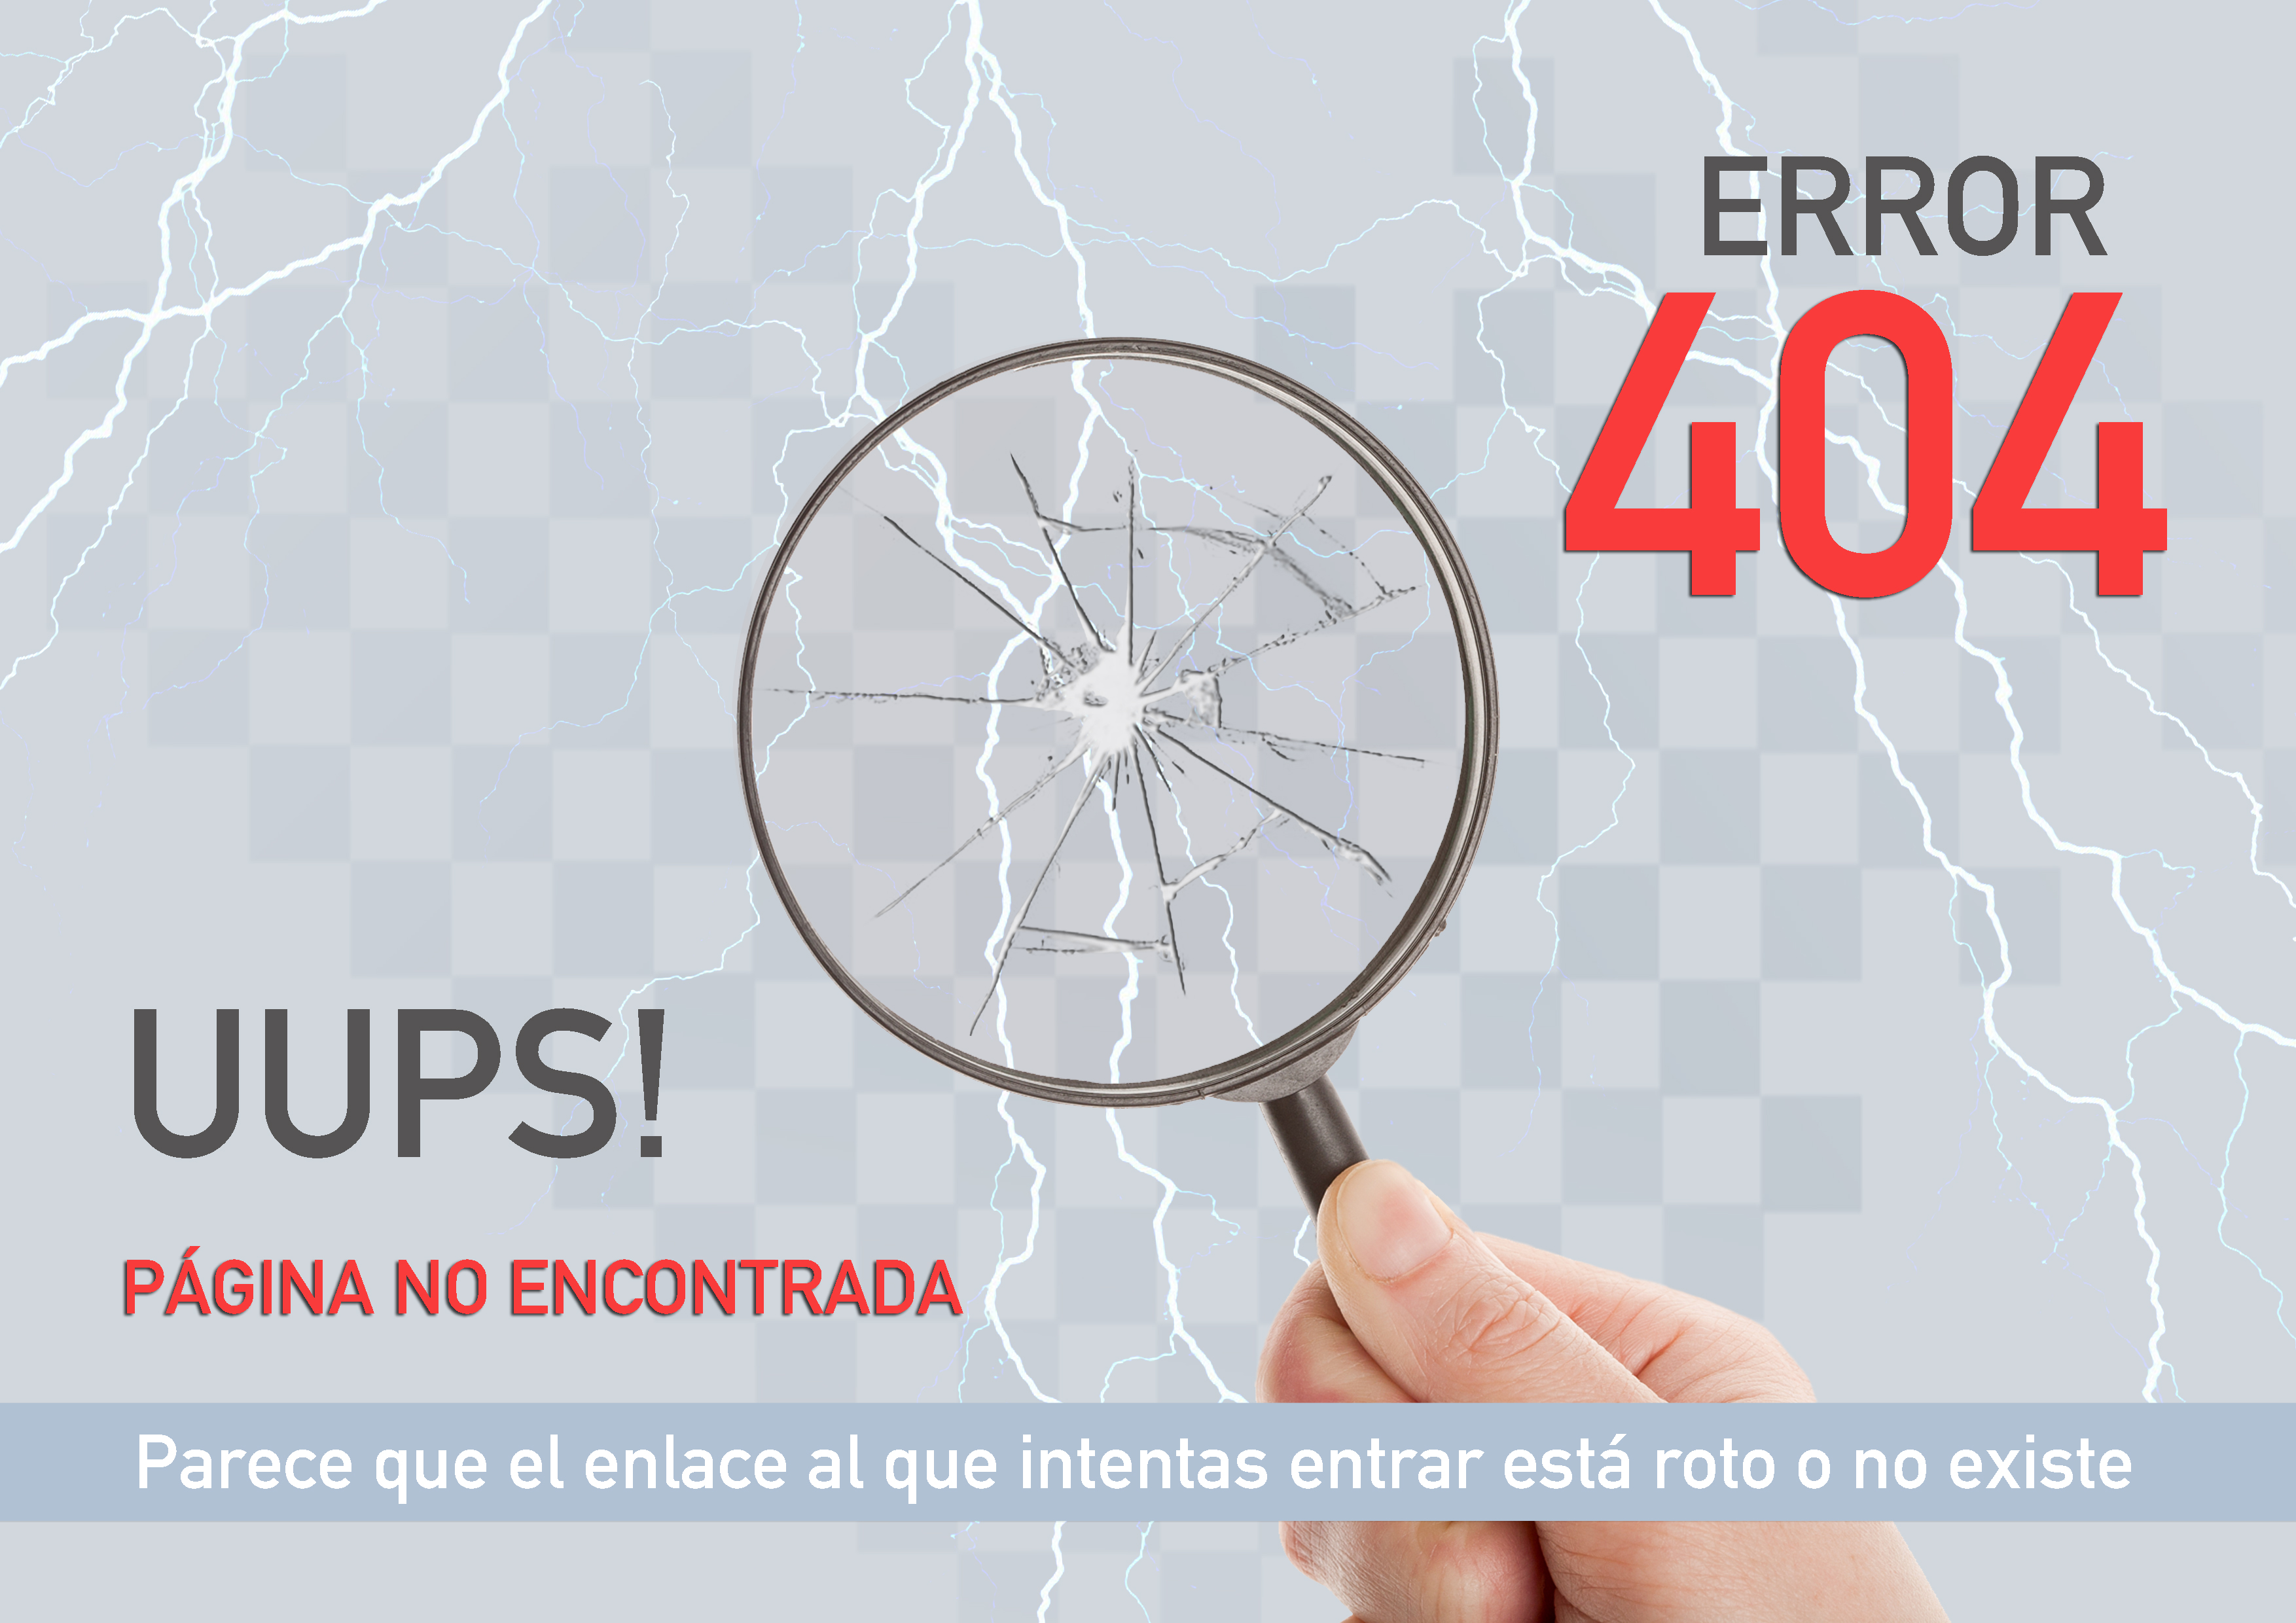 ERROR
404
UUPS!
PÁGINA NO ENCONTRADA
Parece que el enlace al que intentas entrar está roto o no existe